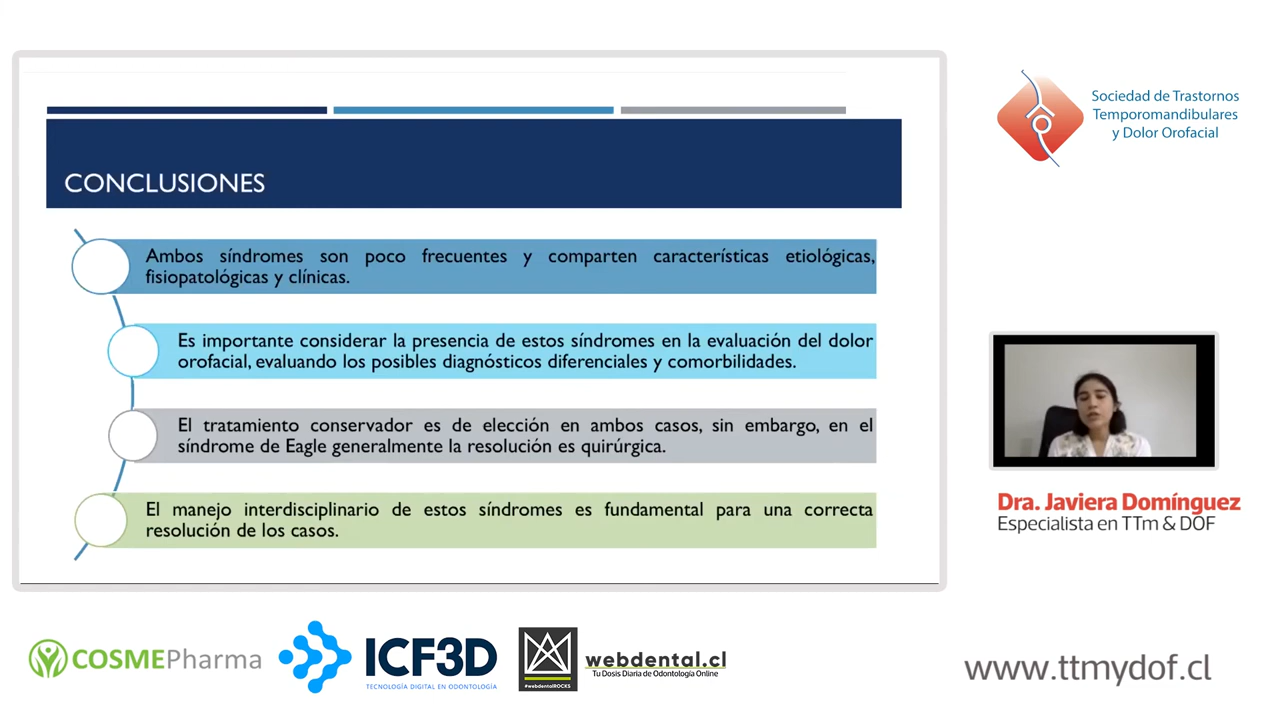 CONCLUSIONES
Ambos síndromes son poco frecuentes y comparten características etiológicas,
fisiopatológicas y clínicas.
Es importante considerar la presencia de estos síndromes en la evaluación del dolor
orofacial, evaluando los posibles diagnósticos diferenciales y comorbilidades.
El tratamiento conservador es de elección en ambos casos, sin embargo, en el
síndrome de Eagle generalmente la resolución es quirúrgica.
El manejo interdisciplinario de estos síndromes es fundamental para una correcta
resolución de los casos.
Sociedad de Trastornos
Temporomandibulares
y Dolor Orofacial
Dra. Javiera Domínguez
Especialista en TTm & DOF
COSMEPharma
ICF3D
TECNOLOGÍA DIGITAL EN ODONTOLOGÍA
#webdentalROCKS
webdental.cl
Tu Dosis Diaria de Odontología Online
www.ttmydof.cl